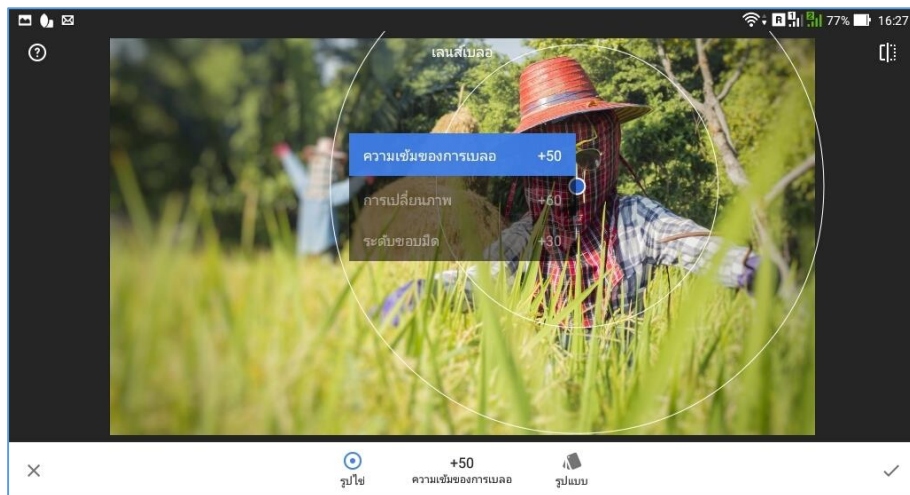 R 1 2 77% 16:27
เลนส์เบลอ
ความเข้มของการเบลอ +50
การเปลี่ยนภาพ +60
ระดับขอบมืด +30
+50
รูปไข่ ความเข้มของการเบลอ รูปแบบ